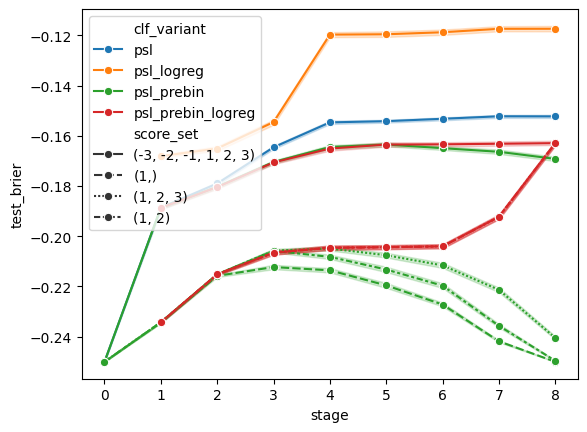 clf_variant
psl
psl_logreg
psl_prebin
psl_prebin_logreg
score_set
(-3, -2, -1, 1, 2, 3)
(1,)
(1, 2, 3)
(1, 2)
−0.12
−0.14
−0.16
−0.18
−0.20
−0.22
−0.24
test_brier
0 1 2 3 4 5 6 7 8
stage